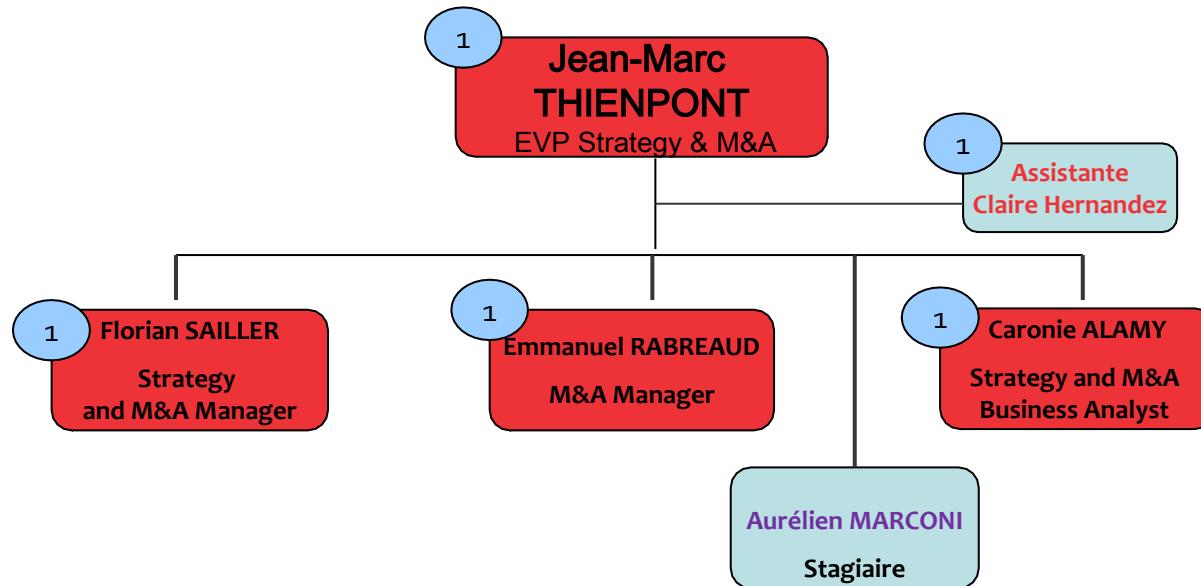 1
Jean-Marc
THIENPONT
EVP Strategy & M&A
1
Assistante
Claire Hernandez
1
Florian SAILLER
Strategy
and M&A Manager
1
Emmanuel RABREAUD
M&A Manager
1
Caronie ALAMY
Strategy and M&A
Business Analyst
Aurélien MARCONI
Stagiaire